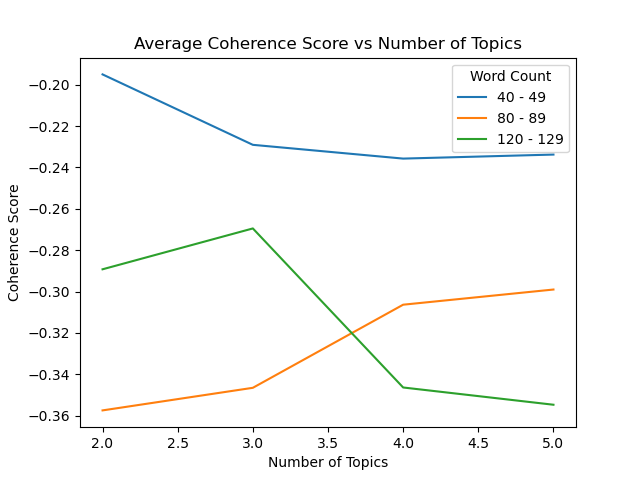 Average Coherence Score vs Number of Topics
Word Count
40 - 49
80 - 89
120 - 129
−0.20
−0.22
−0.24
−0.26
−0.28
−0.30
−0.32
−0.34
−0.36
Coherence Score
2.0 2.5 3.0 3.5 4.0 4.5 5.0
Number of Topics